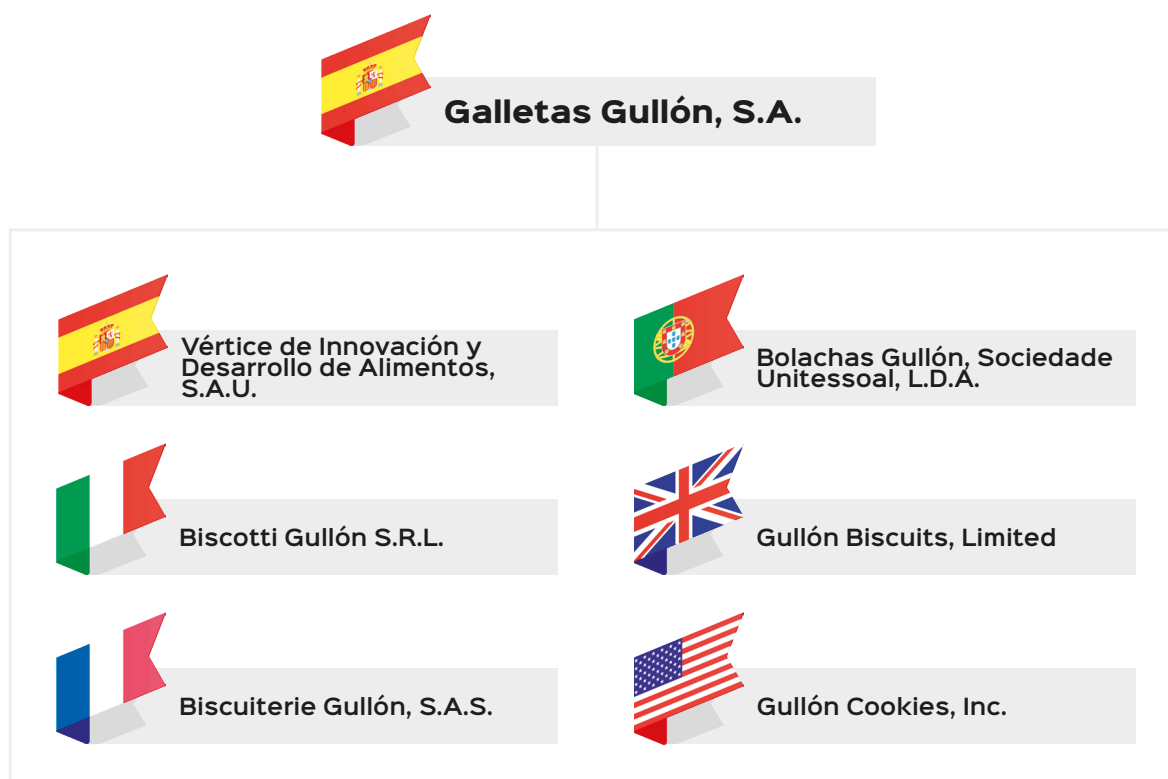 Galletas Gullón, S.A.
Vértice de Innovación y
Desarrollo de Alimentos,
S.A.U.
Bolachas Gullón, Sociedade
Unitessoal, L.D.A.
Biscotti Gullón S.R.L.
Gullón Biscuits, Limited
Biscuiterie Gullón, S.A.S.
Gullón Cookies, Inc.